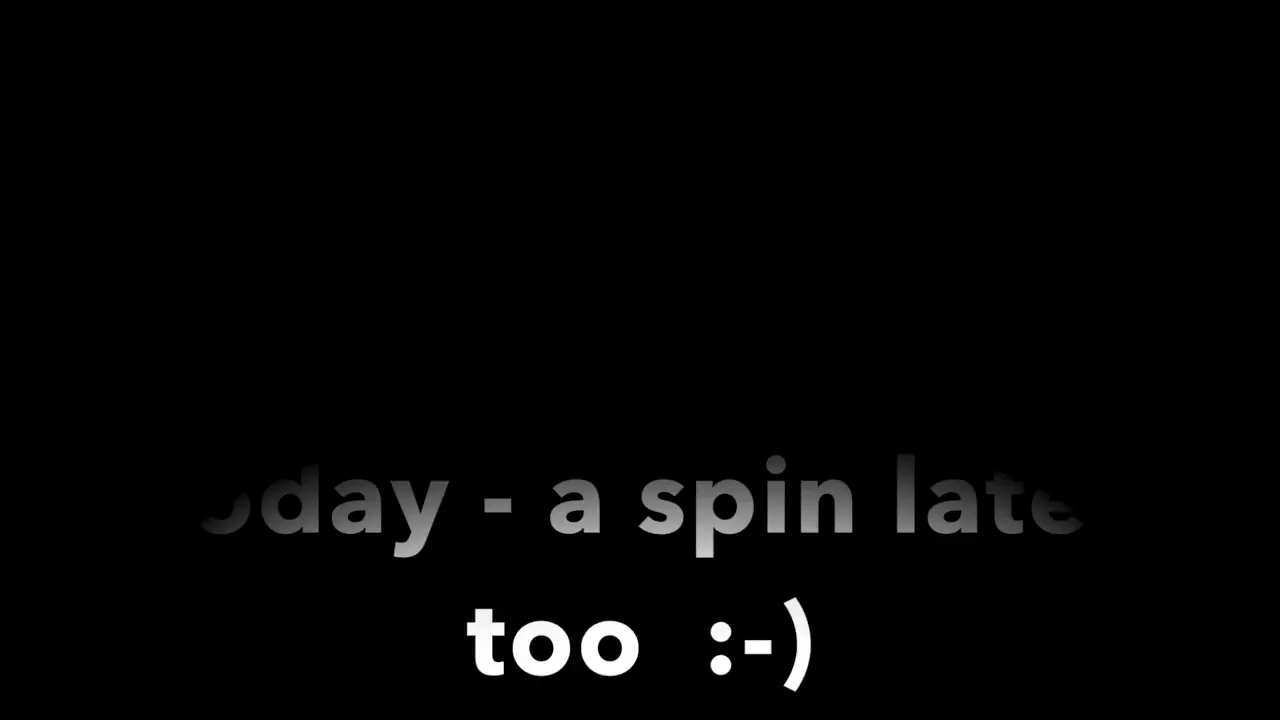 oday - a spin late
too :-)